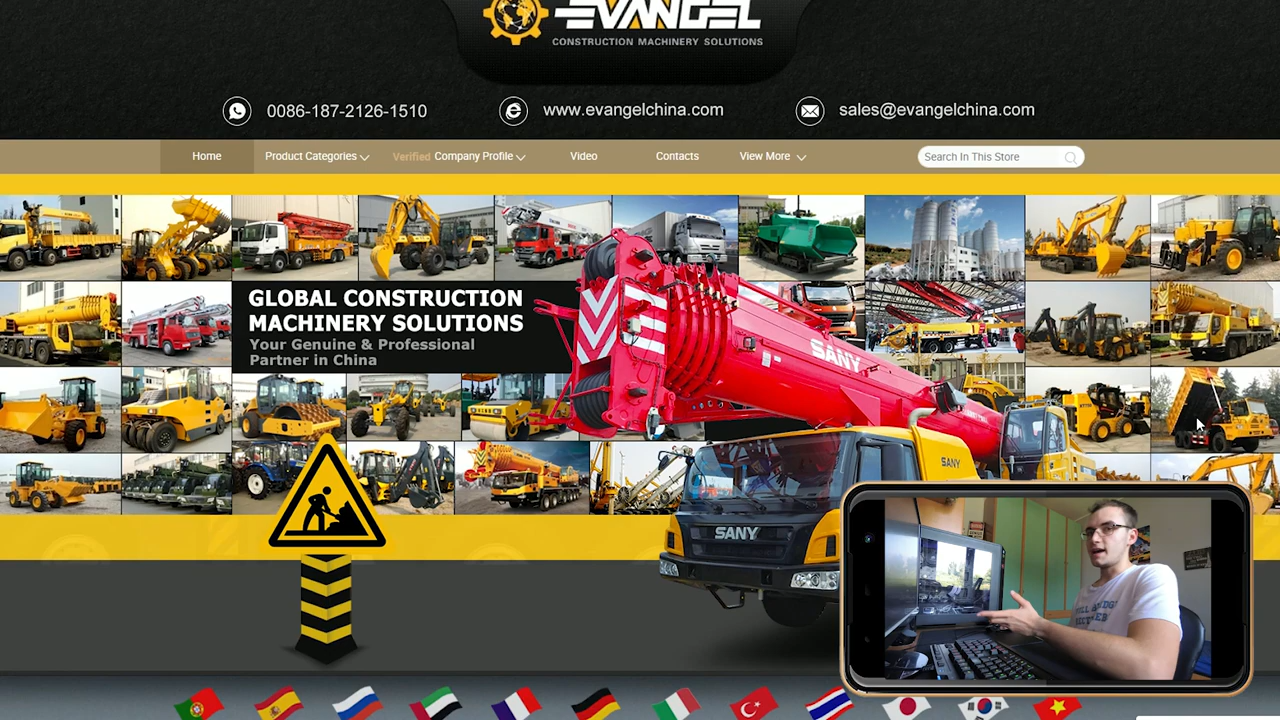 EVANGEL
CONSTRUCTION MACHINERY SOLUTIONS
0086-187-2126-1510
www.evangelchina.com
sales@evangelchina.com
Home
Product Categories
Verified Company Profile
Video
Contacts
View More
Search In This Store
GLOBAL CONSTRUCTION
MACHINERY SOLUTIONS
Your Genuine & Professional
Partner in China
SANY
SANY
SANY